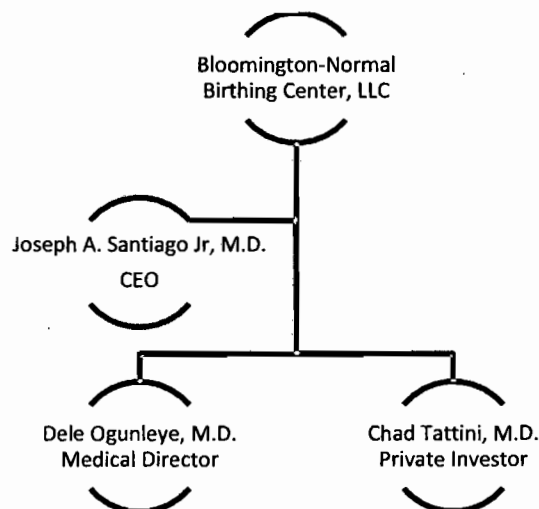 Bloomington-Normal
Birthing Center, LLC
Joseph A. Santiago Jr, M.D.
CEO
Dele Ogunleye, M.D.
Medical Director
Chad Tattini, M.D.
Private Investor